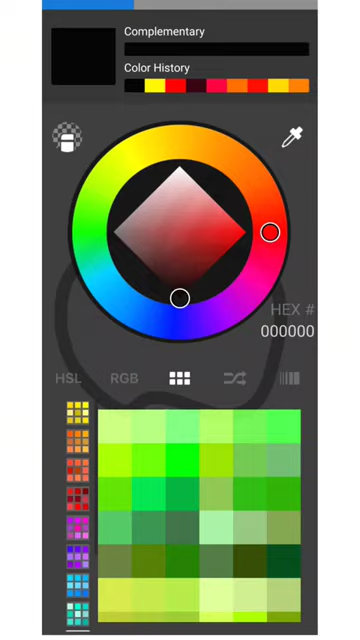 Complementary
Color History
HEX #
000000
HSL
RGB